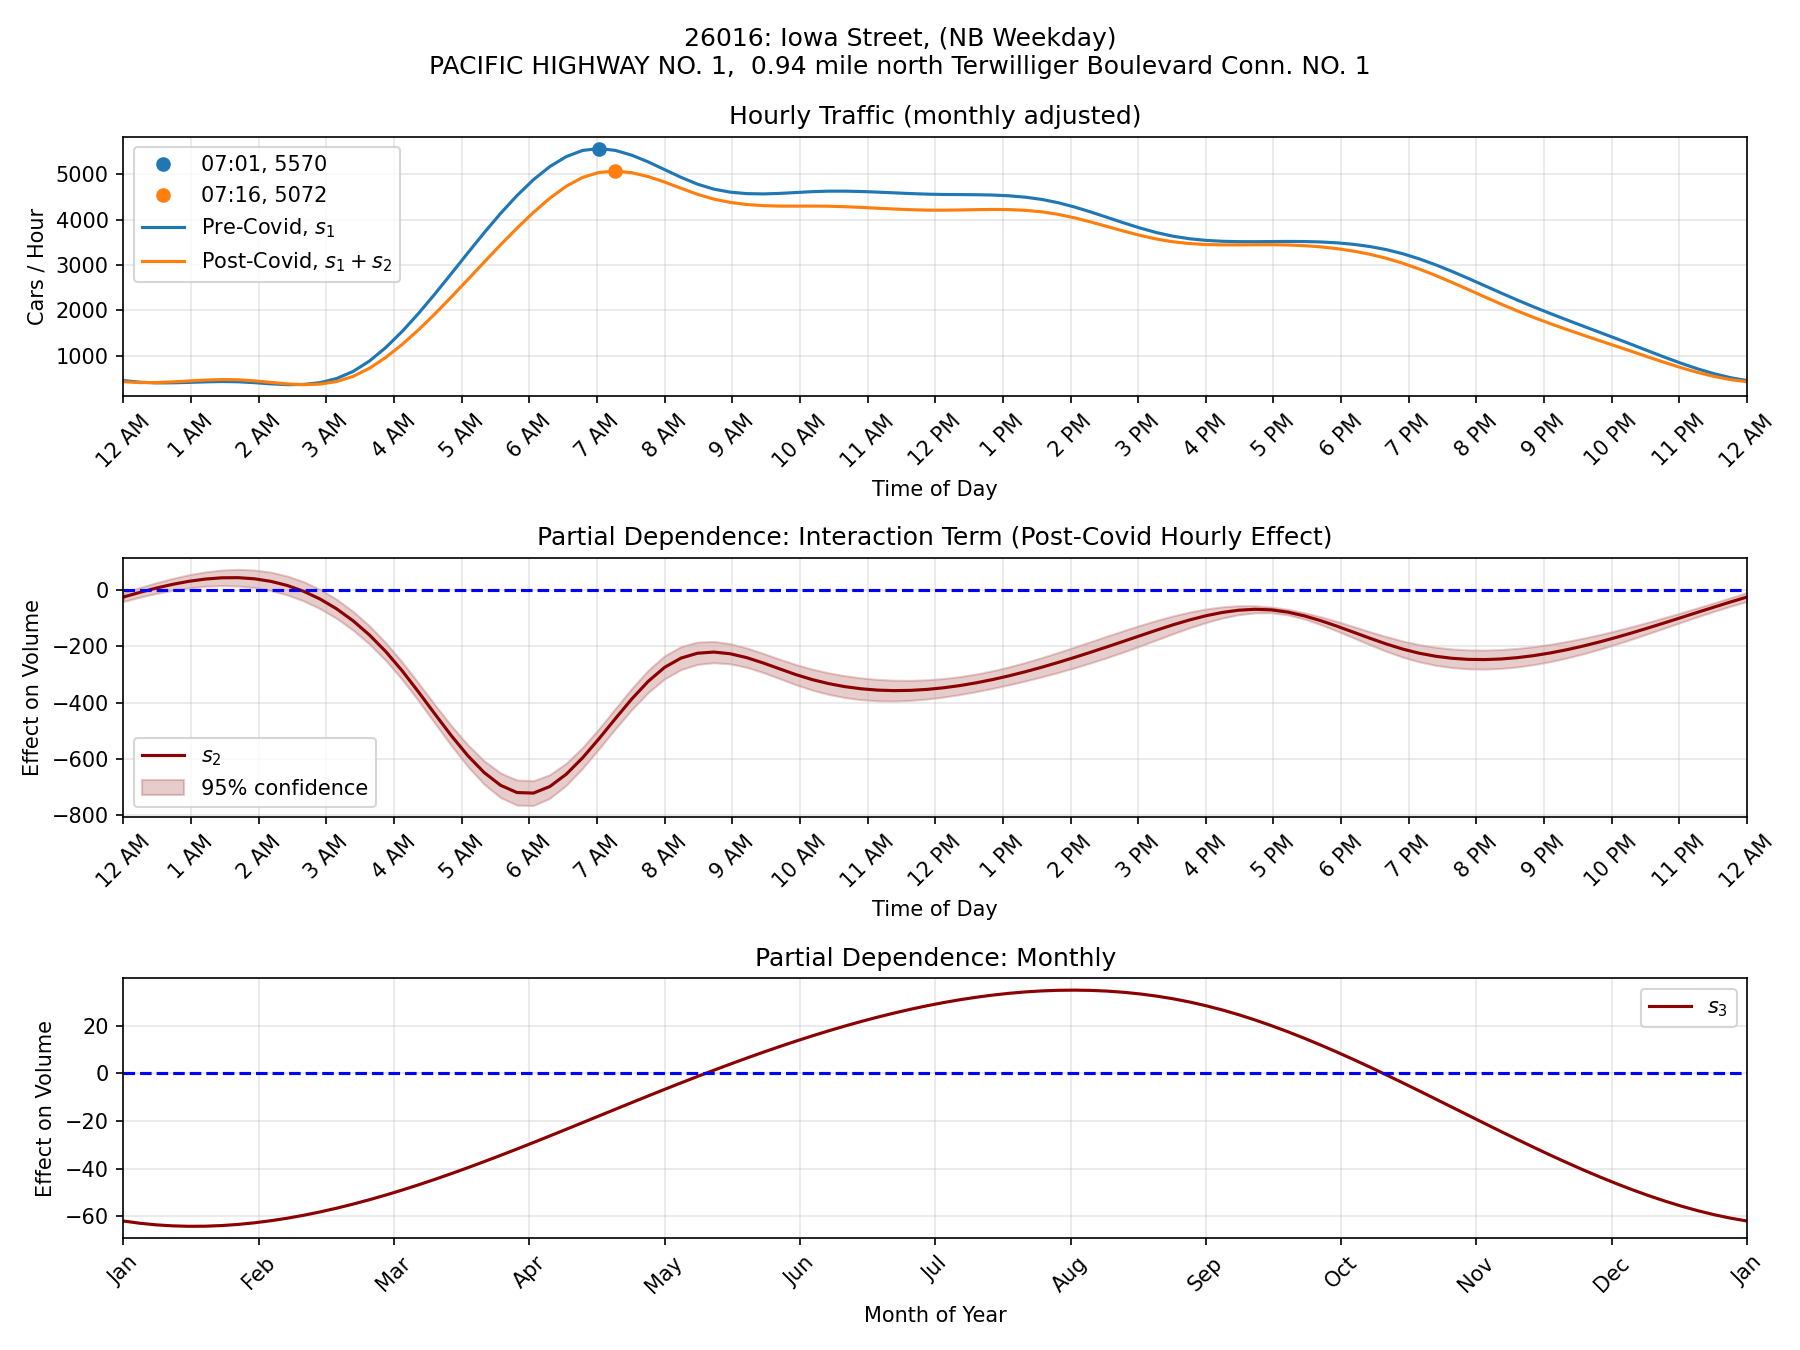 26016: Iowa Street, (NB Weekday)
PACIFIC HIGHWAY NO. 1,  0.94 mile north Terwilliger Boulevard Conn. NO. 1
Hourly Traffic (monthly adjusted)
07:01, 5570
07:16, 5072
Pre-Covid, s₁
Post-Covid, s₁ + s₂
Cars / Hour
5000
4000
3000
2000
1000
12 AM 1 AM 2 AM 3 AM 4 AM 5 AM 6 AM 7 AM 8 AM 9 AM 10 AM 11 AM 12 PM 1 PM 2 PM 3 PM 4 PM 5 PM 6 PM 7 PM 8 PM 9 PM 10 PM 11 PM 12 AM
Time of Day
Partial Dependence: Interaction Term (Post-Covid Hourly Effect)
Effect on Volume
0
−200
−400
−600
−800
s₂
95% confidence
12 AM 1 AM 2 AM 3 AM 4 AM 5 AM 6 AM 7 AM 8 AM 9 AM 10 AM 11 AM 12 PM 1 PM 2 PM 3 PM 4 PM 5 PM 6 PM 7 PM 8 PM 9 PM 10 PM 11 PM 12 AM
Time of Day
Partial Dependence: Monthly
s₃
Effect on Volume
20
0
−20
−40
−60
Jan Feb Mar Apr May Jun Jul Aug Sep Oct Nov Dec Jan
Month of Year